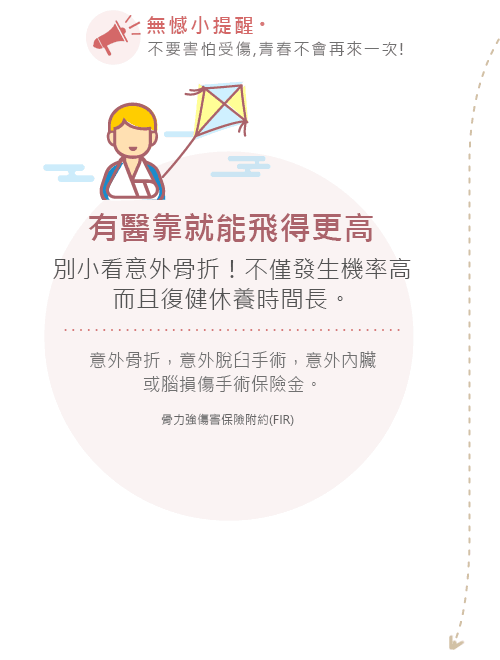 無憾小提醒•
不要害怕受傷,青春不會再來一次!
有醫靠就能飛得更高
別小看意外骨折！不僅發生機率高
而且復健休養時間長。
意外骨折，意外脫臼手術，意外內臟
或腦損傷手術保險金。
骨力強傷害保險附約(FIR)